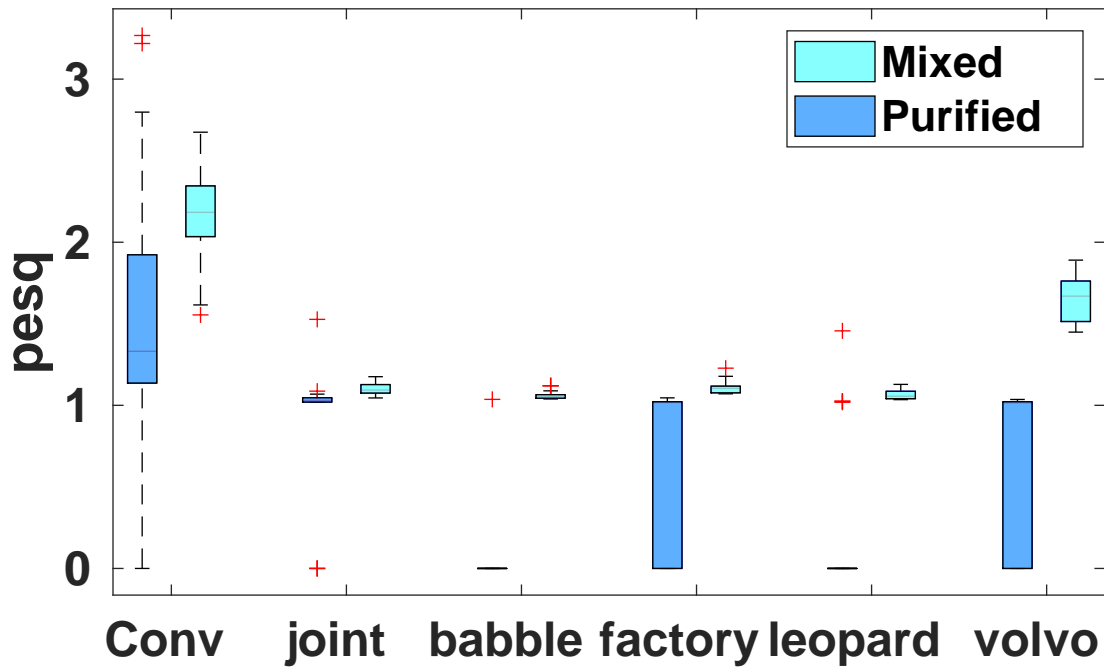 Mixed
Purified
pesq
3
2
1
0
Conv joint babble factory leopard volvo